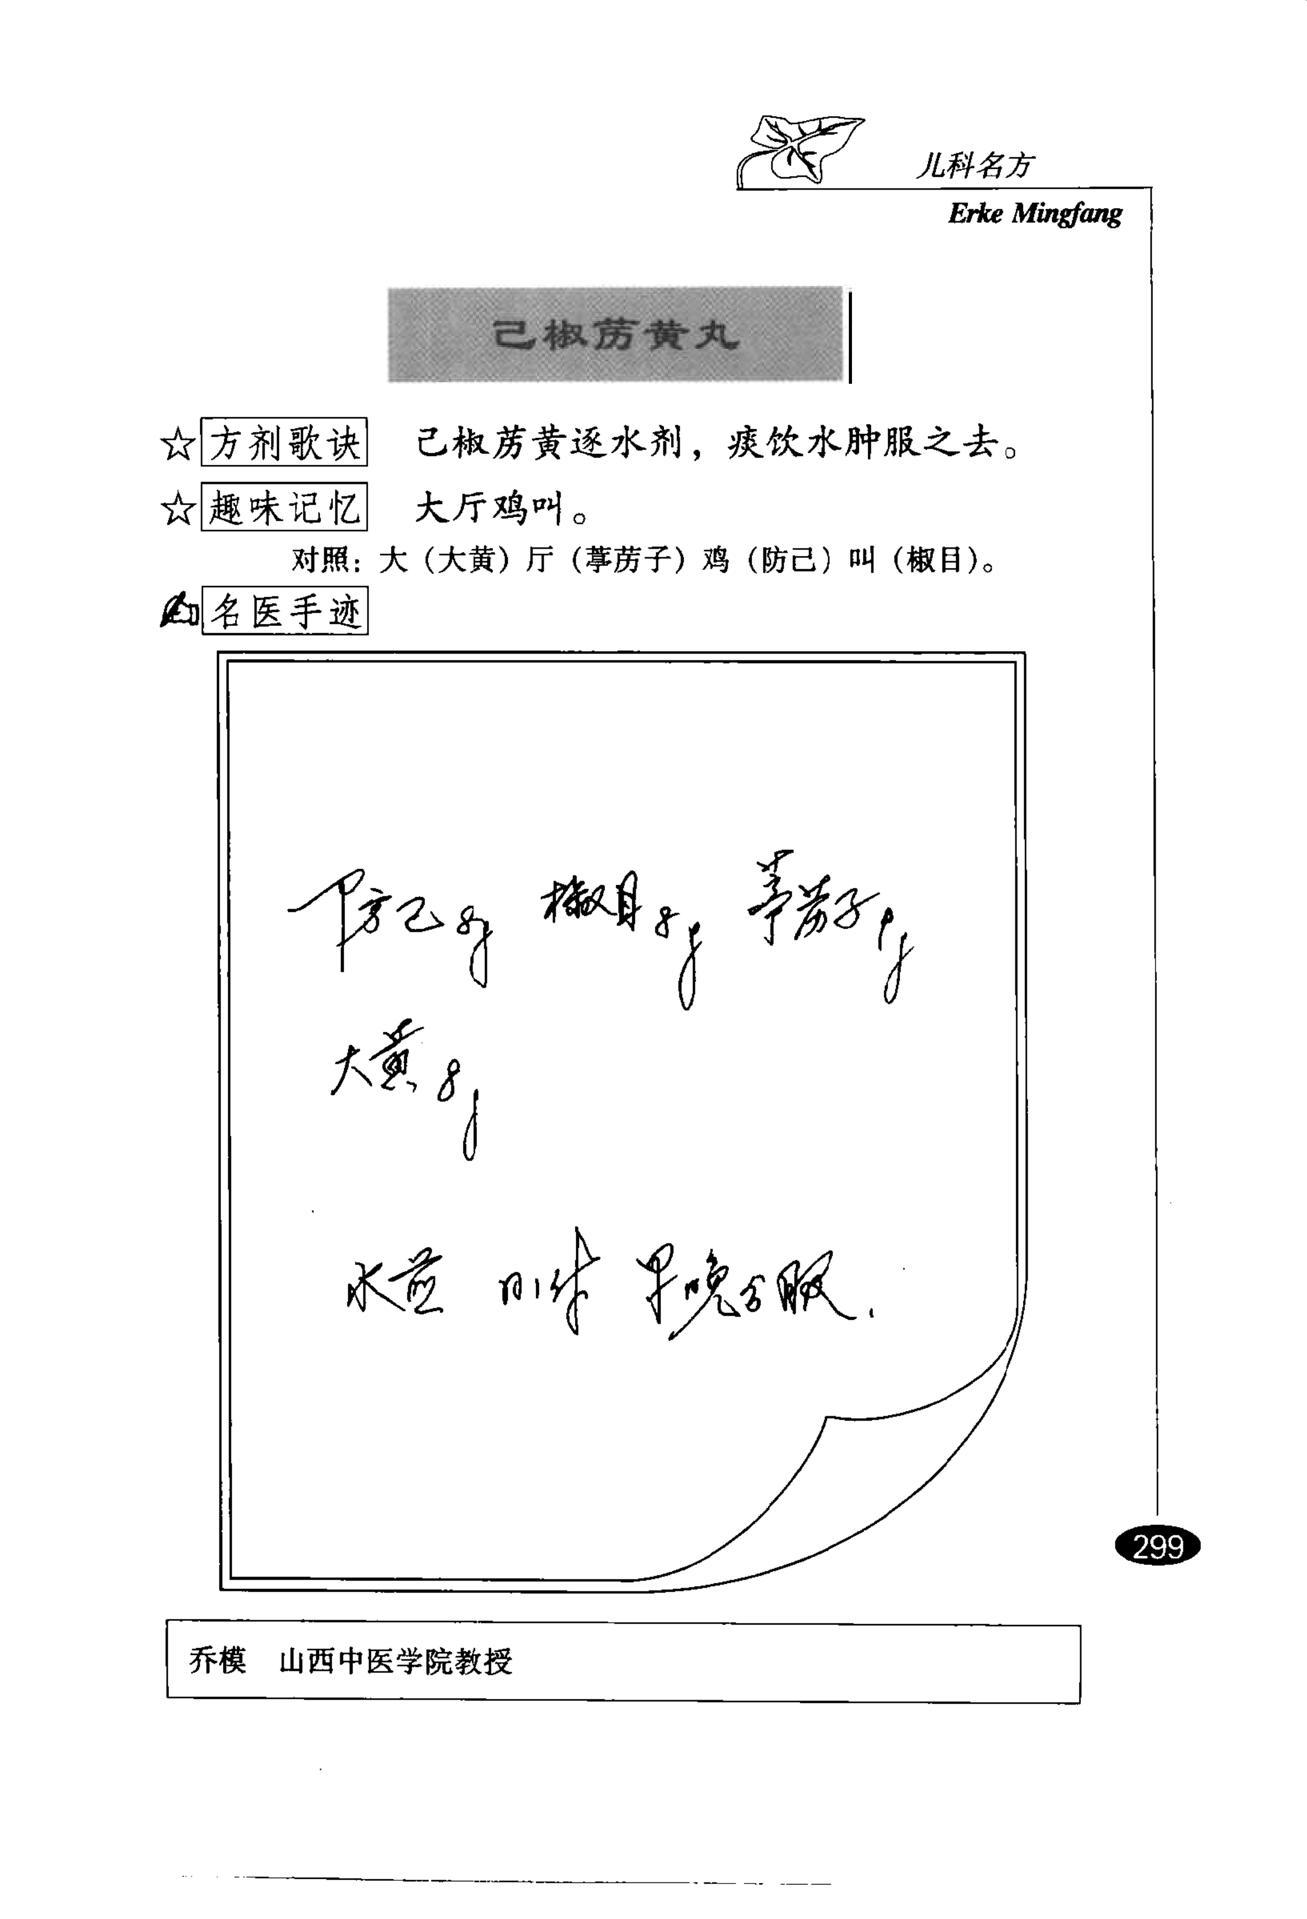 儿科名方
Erke Mingfang
己椒苈黄丸
☆方剂歌诀 己椒苈黄逐水剂，痰饮水肿服之去。
☆趣味记忆 大厅鸡叫。
对照：大（大黄）厅（葶苈子）鸡（防己）叫（椒目）。
名医手迹
防己 8g 椒目 8g 葶苈子
大黄 8g
水煎 早晚分服.
299
乔模 山西中医学院教授